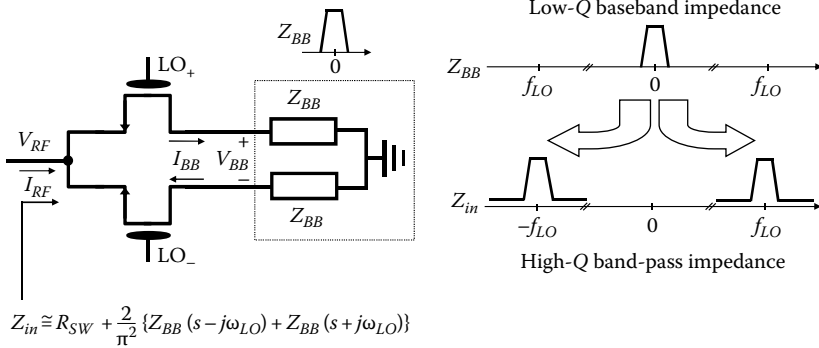 Low-Q baseband impedance
Z_BB
0
LO+
Z_BB
V_RF
I_RF
I_BB
+
V_BB
−
Z_BB
LO−
Z_BB
f_LO
0
f_LO
Z_in
−f_LO
0
f_LO
High-Q band-pass impedance
Z_in ≅ R_SW + 2/π² {Z_BB (s−jω_LO) + Z_BB (s+jω_LO)}